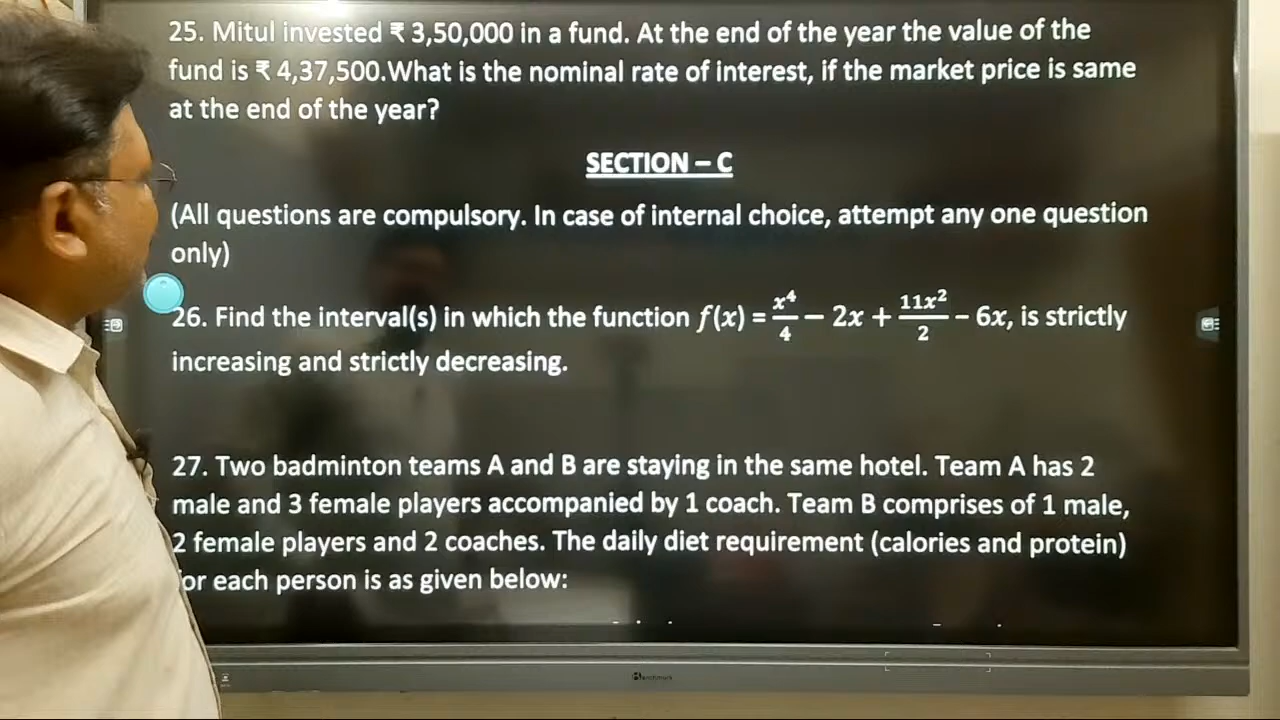 25. Mitul invested ₹ 3,50,000 in a fund. At the end of the year the value of the
fund is ₹ 4,37,500.What is the nominal rate of interest, if the market price is same
at the end of the year?
SECTION – C
(All questions are compulsory. In case of internal choice, attempt any one question
only)
26. Find the interval(s) in which the function f(x) = x⁴/4 − 2x + 11x²/2 − 6x, is strictly
increasing and strictly decreasing.
27. Two badminton teams A and B are staying in the same hotel. Team A has 2
male and 3 female players accompanied by 1 coach. Team B comprises of 1 male,
2 female players and 2 coaches. The daily diet requirement (calories and protein)
or each person is as given below:
Benchmark